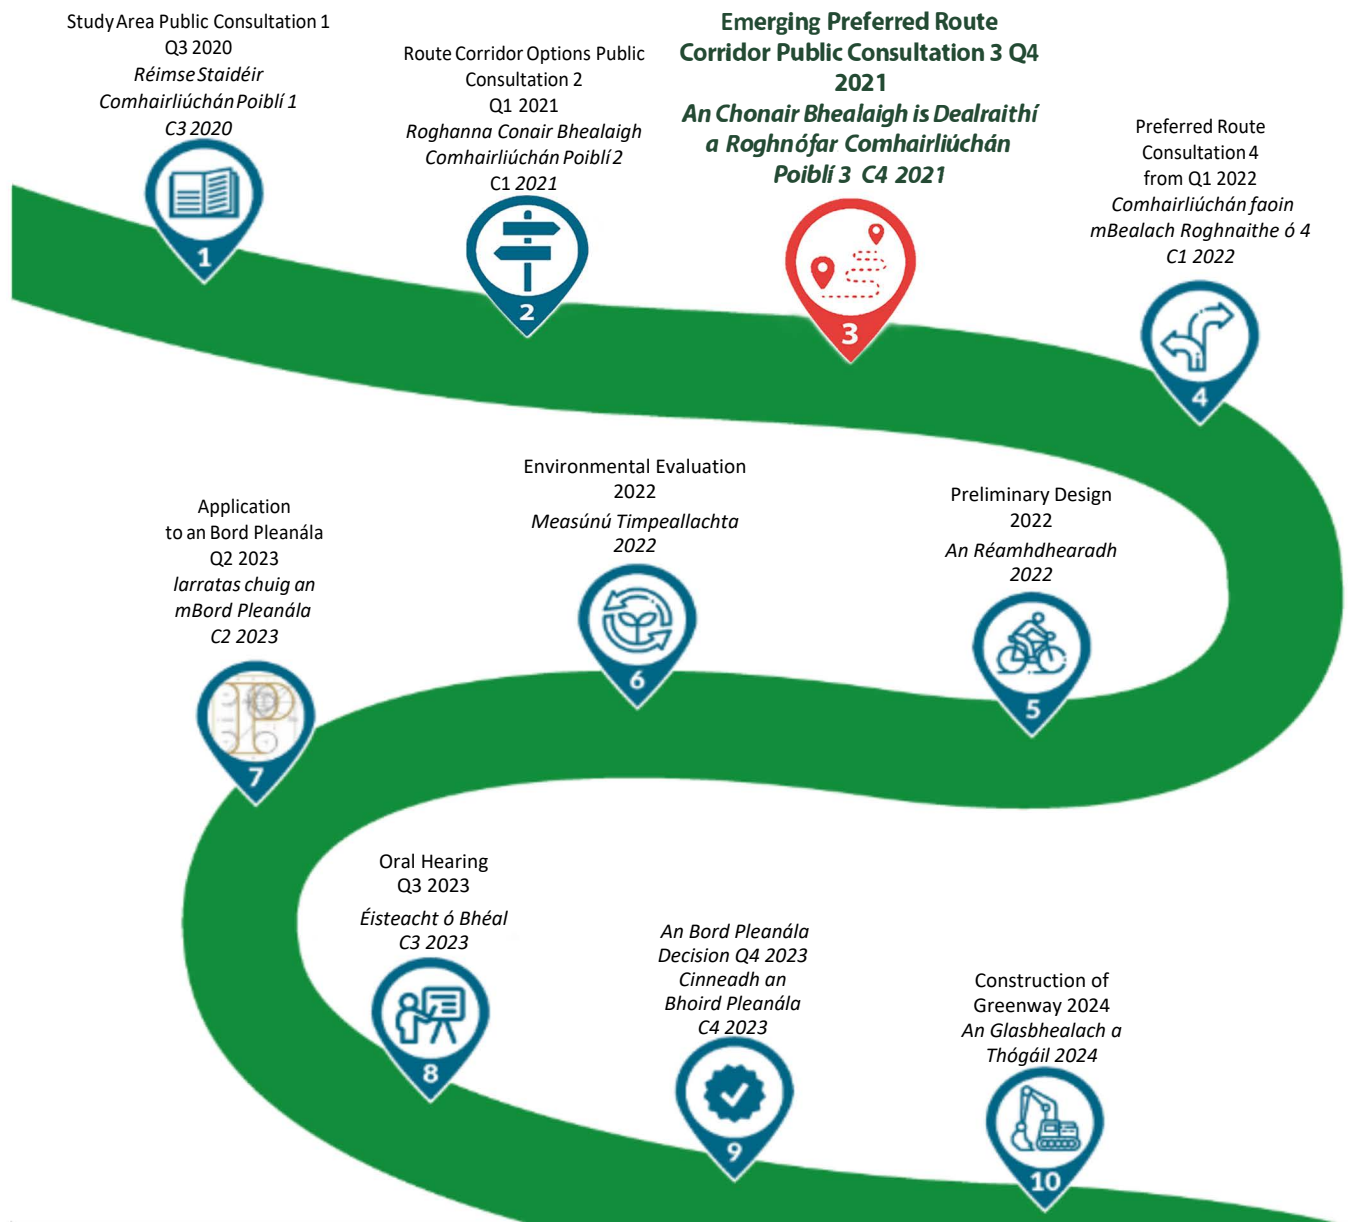 Study Area Public Consultation 1
Q3 2020
Réimse Staidéir
Comhairliúchán Poiblí 1
C3 2020
1
Route Corridor Options Public
Consultation 2
Q1 2021
Roghanna Conair Bhealaigh
Comhairliúchán Poiblí 2
C1 2021
2
Emerging Preferred Route
Corridor Public Consultation 3 Q4
2021
An Chonair Bhealaigh is Dealraithí
a Roghnófar Comhairliúchán
Poiblí 3 C4 2021
3
Preferred Route
Consultation 4
from Q1 2022
Comhairliúchán faoin
mBealach Roghnaithe ó 4
C1 2022
4
Preliminary Design
2022
An Réamhdhearadh
2022
5
Environmental Evaluation
2022
Measúnú Timpeallachta
2022
6
Application
to an Bord Pleanála
Q2 2023
Iarratas chuig an
mBord Pleanála
C2 2023
P
7
Oral Hearing
Q3 2023
Éisteacht ó Bhéal
C3 2023
8
An Bord Pleanála
Decision Q4 2023
Cinneadh an
Bhoird Pleanála
C4 2023
9
Construction of
Greenway 2024
An Glasbhealach a
Thógáil 2024
10